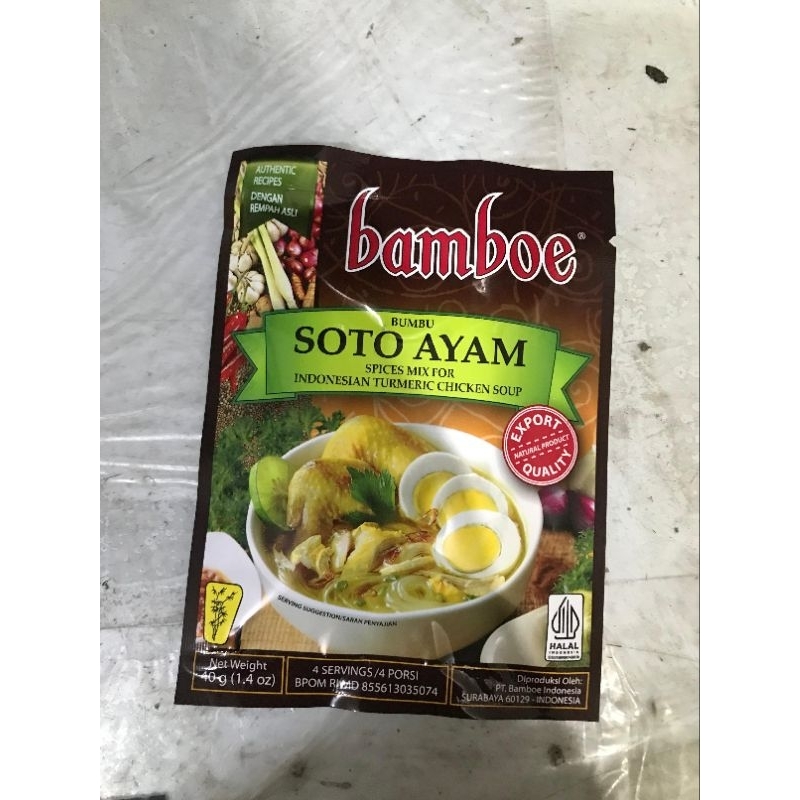 AUTHENTIC
RECIPES
DENGAN
REMPAH ASLI
bamboe®
BUMBU
SOTO AYAM
SPICES MIX FOR
INDONESIAN TURMERIC CHICKEN SOUP
EXPORT
NATURAL PRODUCT
QUALITY
SERVING SUGGESTION/SARAN PENYAJIAN
HALAL
INDONESIA
Net Weight
40 g (1.4 oz)
4 SERVINGS /4 PORSI
BPOM RI MD 855613035074
Diproduksi Oleh:
PT. Bamboe Indonesia
SURABAYA 60129 - INDONESIA